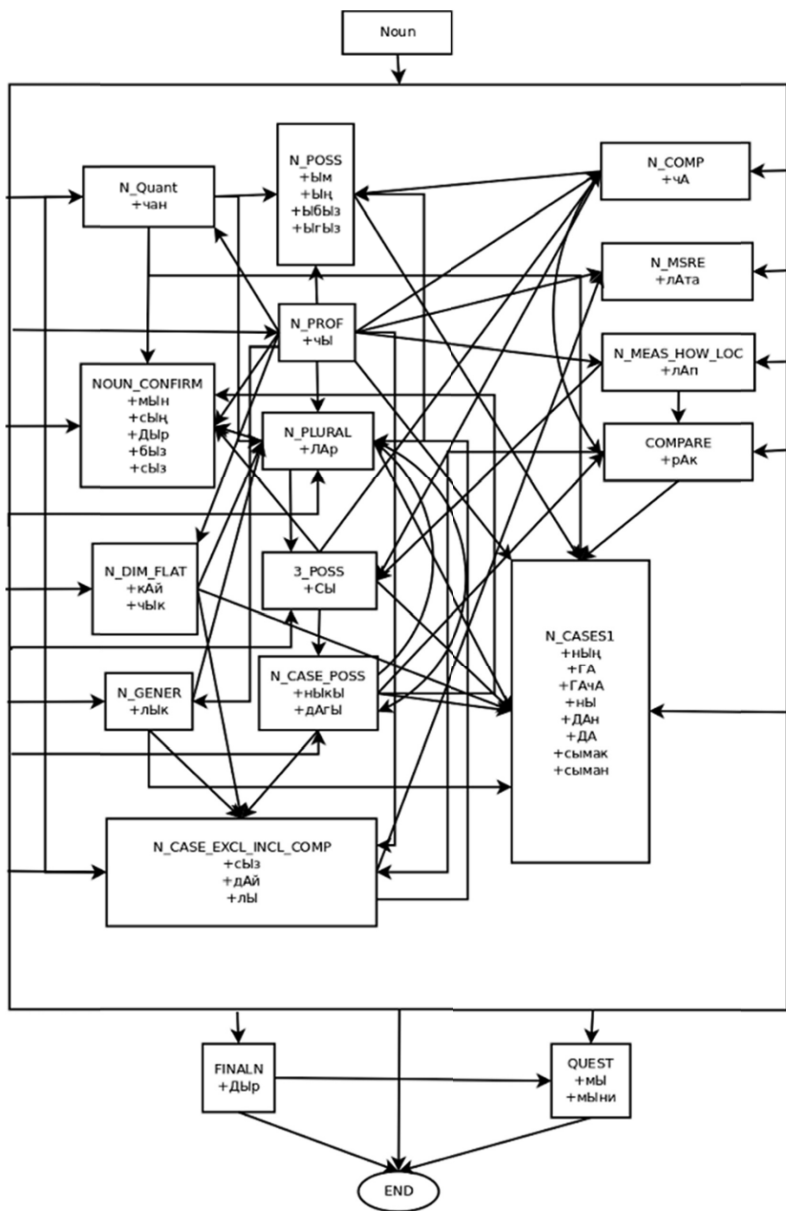 Noun
N_Quant
+чан
N_POSS
+Ым
+Ың
+ЫбЫз
+ЫгЫз
N_COMP
+чА
N_MSRE
+лАта
N_PROF
+чЫ
N_MEAS_HOW_LOC
+лАп
NOUN_CONFIRM
+мЫн
+сЫң
+ДЫр
+бЫз
+сЫз
N_PLURAL
+ЛАр
COMPARE
+рАк
N_DIM_FLAT
+кАй
+чЫк
3_POSS
+СЫ
N_CASES1
+нЫң
+ГА
+ГАчА
+нЫ
+ДАн
+ДА
+сымак
+сыман
N_GENER
+лЫк
N_CASE_POSS
+нЫкЫ
+дАгЫ
N_CASE_EXCL_INCL_COMP
+сЫз
+дАй
+лЫ
FINALN
+ДЫр
QUEST
+мЫ
+мЫни
END